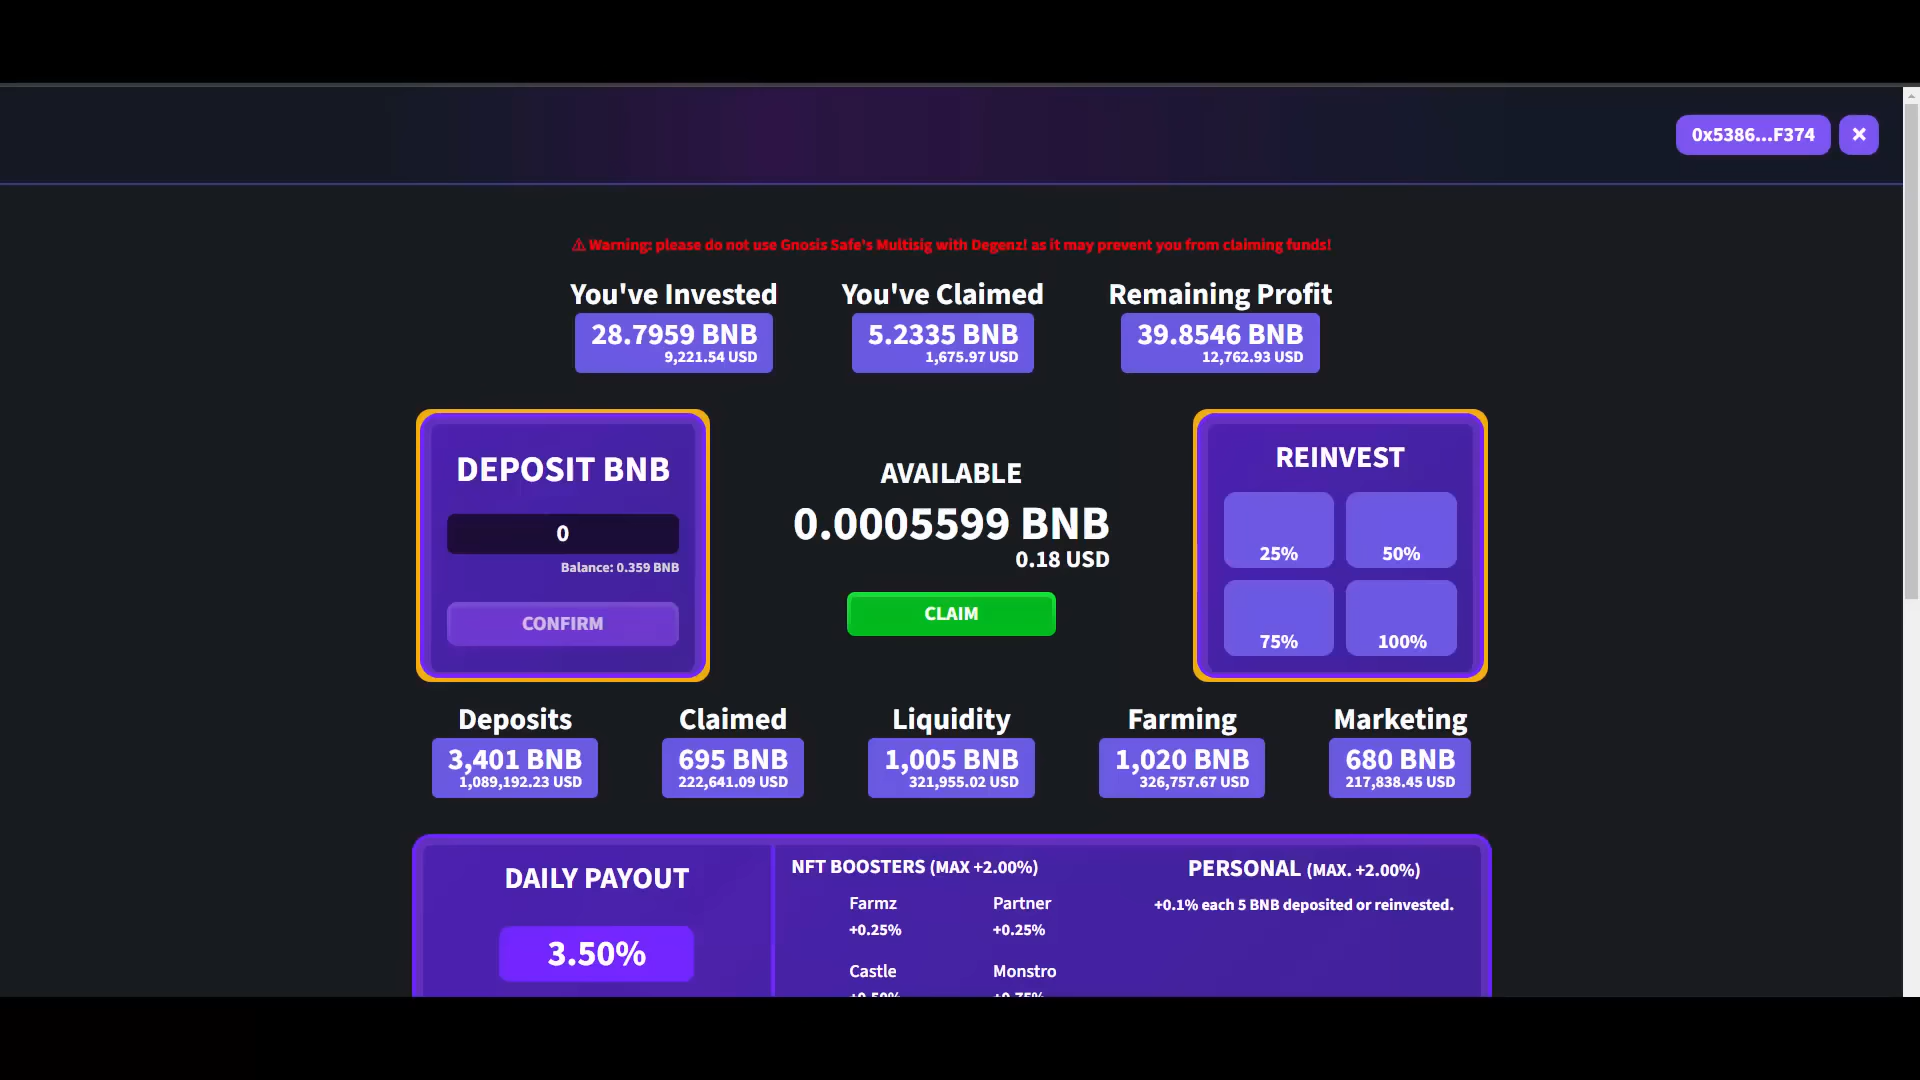 0x5386...F374 ×
⚠ Warning: please do not use Gnosis Safe's Multisig with Degenz! as it may prevent you from claiming funds!
You've Invested
28.7959 BNB
9,221.54 USD
You've Claimed
5.2335 BNB
1,675.97 USD
Remaining Profit
39.8546 BNB
12,762.93 USD
DEPOSIT BNB
0
Balance: 0.359 BNB
CONFIRM
AVAILABLE
0.0005599 BNB
0.18 USD
CLAIM
REINVEST
25% 50%
75% 100%
Deposits
3,401 BNB
1,089,192.23 USD
Claimed
695 BNB
222,641.09 USD
Liquidity
1,005 BNB
321,955.02 USD
Farming
1,020 BNB
326,757.67 USD
Marketing
680 BNB
217,838.45 USD
DAILY PAYOUT
3.50%
NFT BOOSTERS (MAX +2.00%)
Farmz Partner
+0.25% +0.25%
Castle Monstro
+0.50% +0.75%
PERSONAL (MAX. +2.00%)
+0.1% each 5 BNB deposited or reinvested.